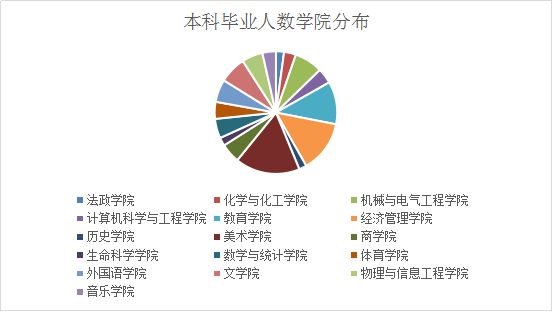 本科毕业人数学院分布
法政学院 化学与化工学院 机械与电气工程学院
计算机科学与工程学院 教育学院 经济管理学院
历史学院 美术学院 商学院
生命科学学院 数学与统计学院 体育学院
外国语学院 文学院 物理与信息工程学院
音乐学院